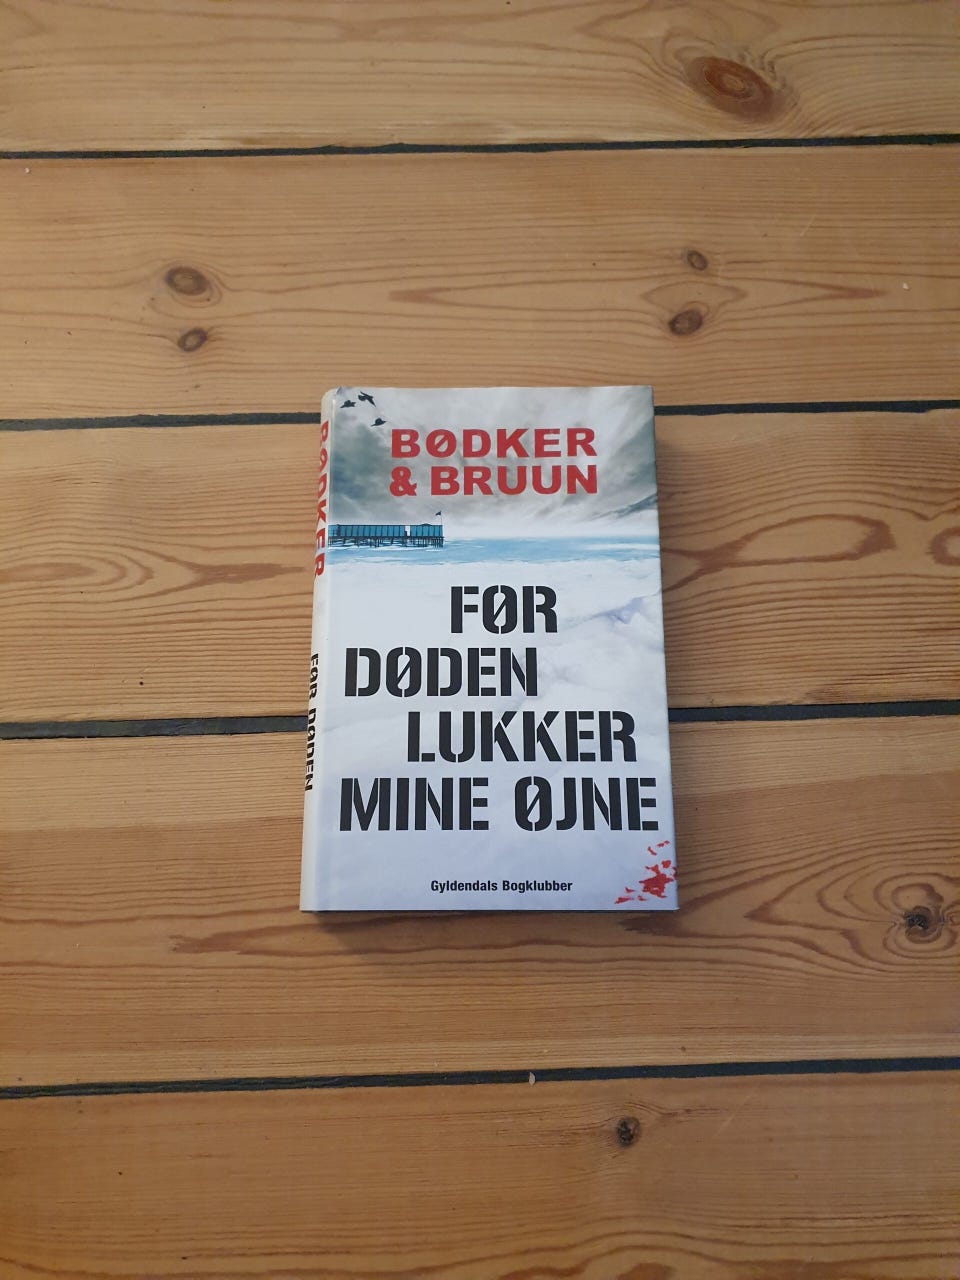 BØDKER
& BRUUN
FØR
DØDEN
LUKKER
MINE ØJNE
Gyldendals Bogklubber
BØDKER
FØR DØDEN